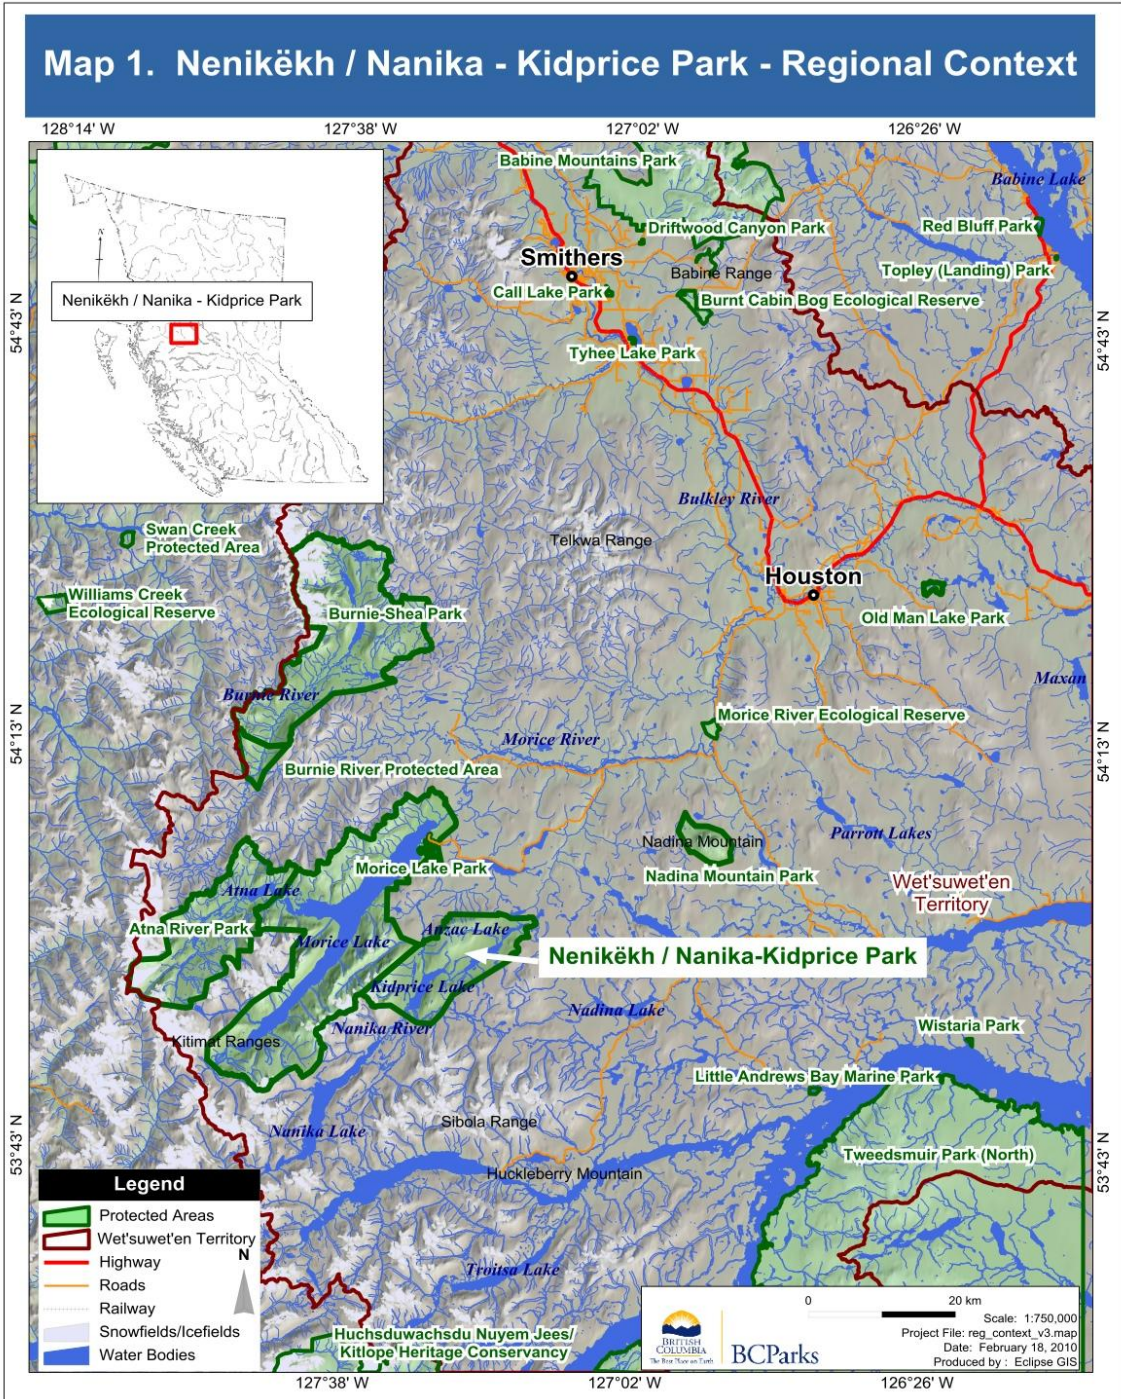 Map 1. Nenikëkh / Nanika - Kidprice Park - Regional Context
128°14' W
127°38' W
127°02' W
126°26' W
Babine Mountains Park
Babine Lake
Driftwood Canyon Park
Red Bluff Park
Smithers
Babine Range
Topley (Landing) Park
N
Nenikëkh / Nanika - Kidprice Park
Call Lake Park
Burnt Cabin Bog Ecological Reserve
54°43' N
54°43' N
Tyhee Lake Park
Bulkley River
Swan Creek
Protected Area
Telkwa Range
Houston
Williams Creek
Ecological Reserve
Burnie-Shea Park
Old Man Lake Park
Maxan
Burnie River
Morice River Ecological Reserve
54°13' N
54°13' N
Morice River
Burnie River Protected Area
Parrott Lakes
Nadina Mountain
Morice Lake Park
Nadina Mountain Park
Atna Lake
Wet'suwet'en
Territory
Atna River Park
Anzac Lake
Morice Lake
Nenikëkh / Nanika-Kidprice Park
Kidprice Lake
Nadina Lake
Nanika River
Wistaria Park
Kitimat Ranges
Little Andrews Bay Marine Park
Sibola Range
Nanika Lake
53°43' N
53°43' N
Tweedsmuir Park (North)
Huckleberry Mountain
Legend
Protected Areas
Wet'suwet'en Territory
Highway
Roads
Railway
Snowfields/Icefields
Water Bodies
N
Troitsa Lake
Huchsduwachsdu Nuyem Jees/
Kitlope Heritage Conservancy
0 20 km
Scale: 1:750,000
Project File: reg_context_v3.map
Date: February 18, 2010
Produced by : Eclipse GIS
BRITISH
COLUMBIA
The Best Place on Earth
BCParks
127°38' W
127°02' W
126°26' W